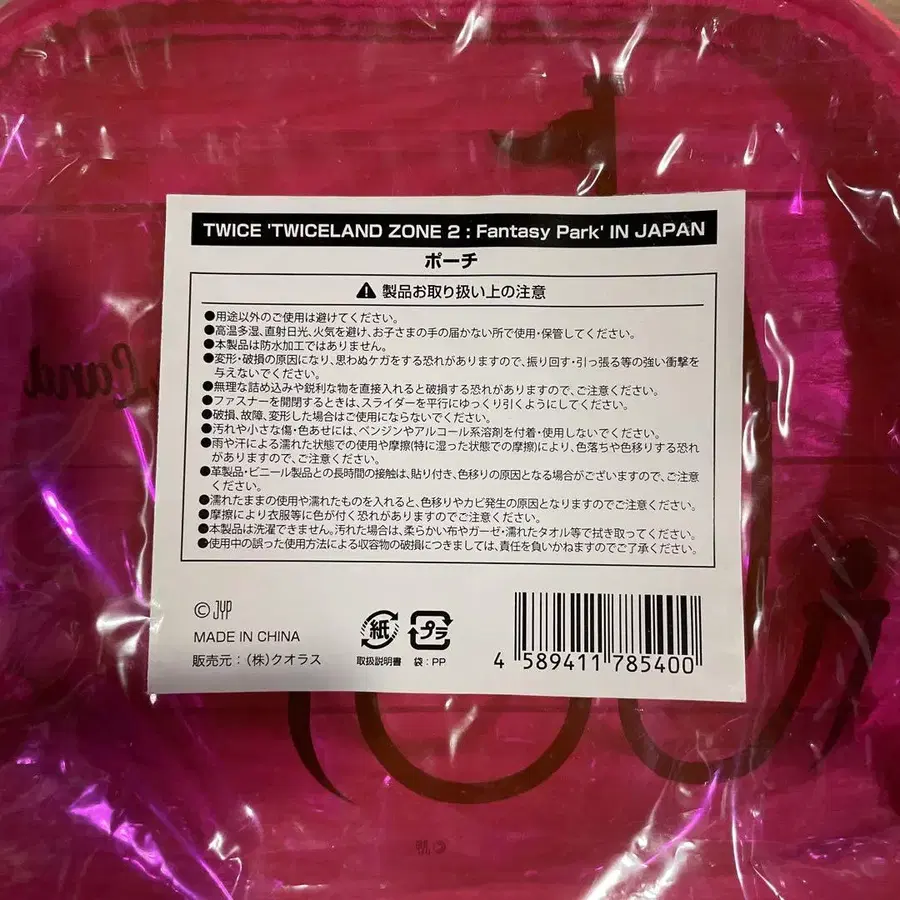 TWICE 'TWICELAND ZONE 2 : Fantasy Park' IN JAPAN
ポーチ
製品お取り扱い上の注意
●用途以外のご使用は避けてください。
●高温多湿、直射日光、火気を避け、お子さまの手の届かない所で使用・保管してください。
●本製品は防水加工ではありません。
●変形・破損の原因になり、思わぬケガをする恐れがありますので、振り回す・引っ張る等の強い衝撃を
与えないでください。
●無理な詰め込みや鋭利な物を直接入れると破損する恐れがありますので、ご注意ください。
●ファスナーを開閉するときは、スライダーを平行にゆっくり引くようにしてください。
●破損、故障、変形した場合はご使用にならないでください。
●汚れや小さな傷・色あせには、ベンジンやアルコール系溶剤を付着・使用しないでください。
●雨や汗による濡れた状態での使用や摩擦(特に湿った状態での摩擦)により、色落ちや色移りする恐れ
がありますので、ご注意ください。
●革製品・ビニール製品との長時間の接触は、貼り付き、色移りの原因となる場合がございますので、ご注意
ください。
●濡れたままの使用や濡れたものを入れると、色移りやカビ発生の原因となりますのでご注意ください。
●摩擦により衣服等に色が付く恐れがありますので、ご注意ください。
●本製品は洗濯できません。汚れた場合は、柔らかい布やガーゼ・濡れたタオル等で拭き取ってください。
●使用中の誤った使用方法による収容物の破損につきましては、責任を負いかねますのでご了承ください。
© JYP
MADE IN CHINA
販売元：(株)クオラス
紙
取扱説明書
プラ
袋：PP
4 589411 785400
Land